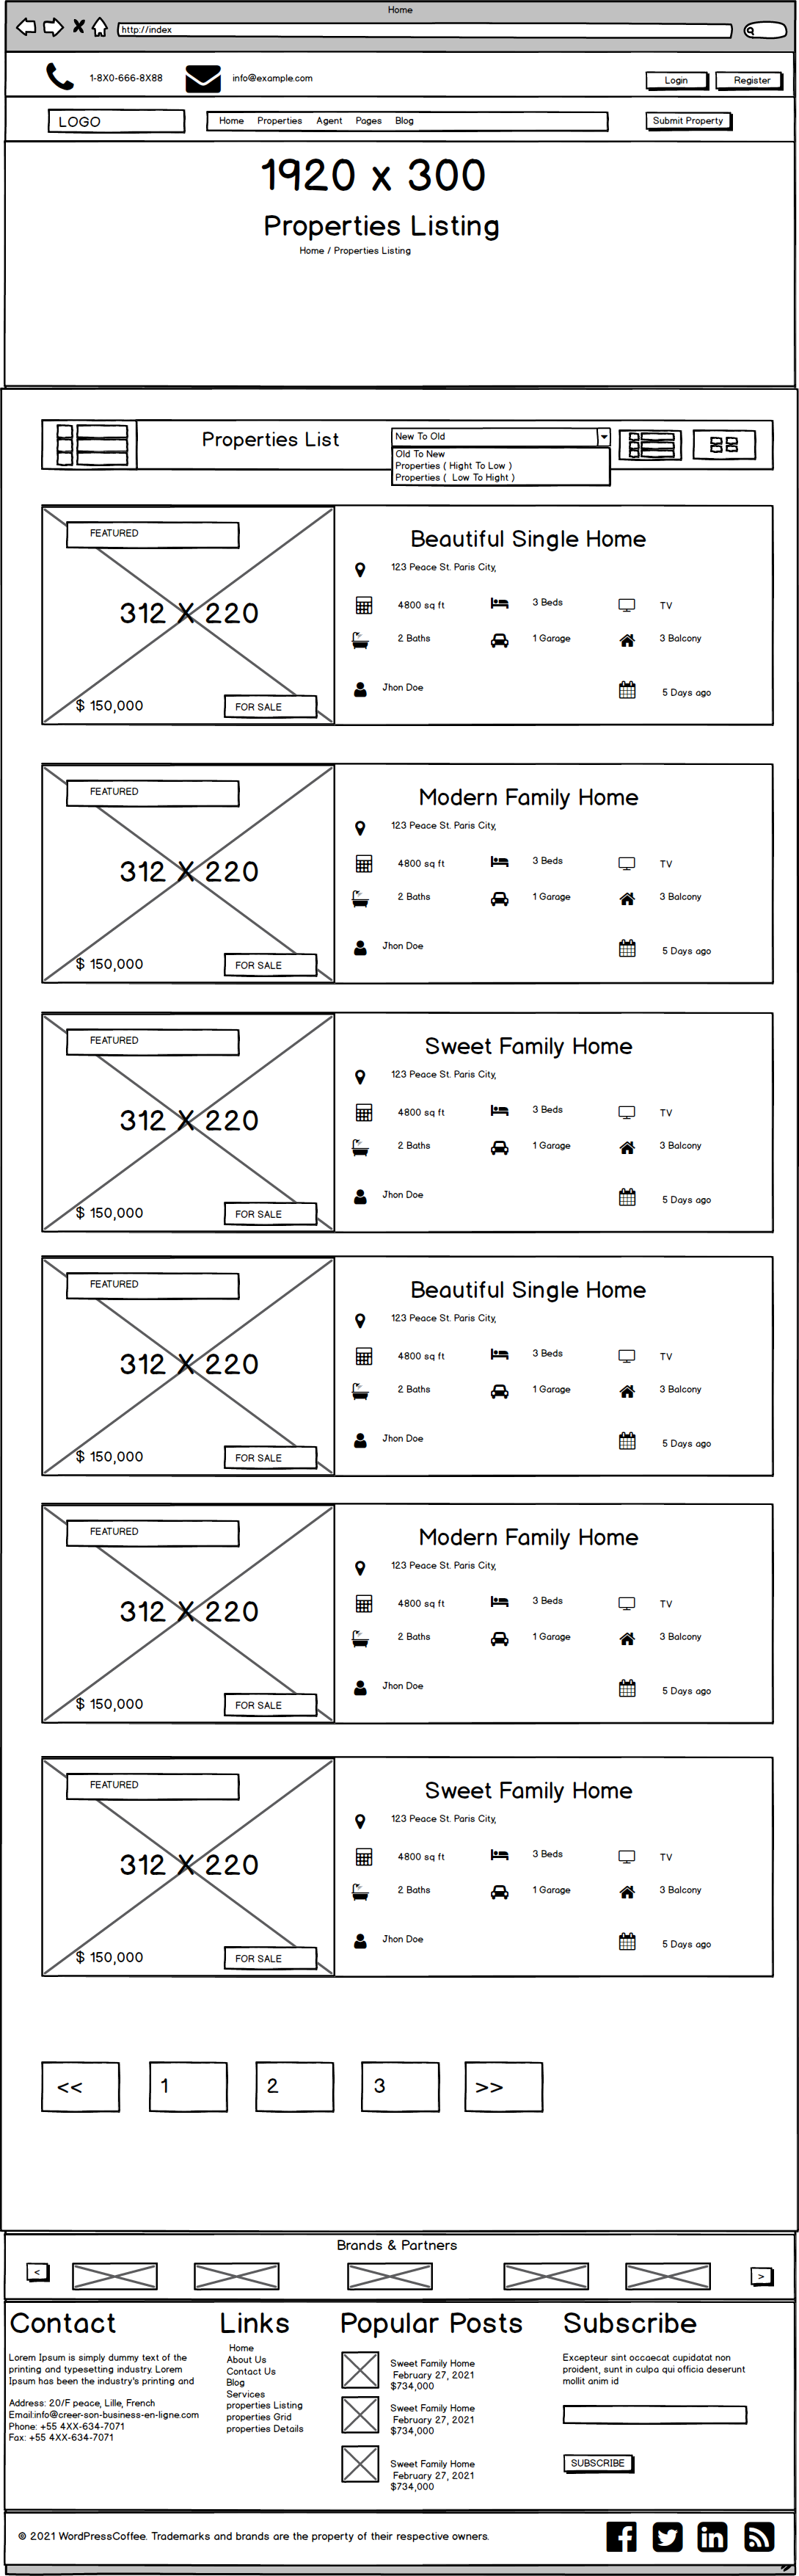 Home
http://index
1-8X0-666-8X88
info@example.com
Login
Register
LOGO
Home Properties Agent Pages Blog
Submit Property
1920 x 300
Properties Listing
Home / Properties Listing
Properties List
New To Old
Old To New
Properties ( Hight To Low )
Properties ( Low To Hight )
FEATURED
312 X 220
$ 150,000
FOR SALE
Beautiful Single Home
123 Peace St. Paris City,
4800 sq ft
3 Beds
TV
2 Baths
1 Garage
3 Balcony
Jhon Doe
5 Days ago
FEATURED
312 X 220
$ 150,000
FOR SALE
Modern Family Home
123 Peace St. Paris City,
4800 sq ft
3 Beds
TV
2 Baths
1 Garage
3 Balcony
Jhon Doe
5 Days ago
FEATURED
312 X 220
$ 150,000
FOR SALE
Sweet Family Home
123 Peace St. Paris City,
4800 sq ft
3 Beds
TV
2 Baths
1 Garage
3 Balcony
Jhon Doe
5 Days ago
FEATURED
312 X 220
$ 150,000
FOR SALE
Beautiful Single Home
123 Peace St. Paris City,
4800 sq ft
3 Beds
TV
2 Baths
1 Garage
3 Balcony
Jhon Doe
5 Days ago
FEATURED
312 X 220
$ 150,000
FOR SALE
Modern Family Home
123 Peace St. Paris City,
4800 sq ft
3 Beds
TV
2 Baths
1 Garage
3 Balcony
Jhon Doe
5 Days ago
FEATURED
312 X 220
$ 150,000
FOR SALE
Sweet Family Home
123 Peace St. Paris City,
4800 sq ft
3 Beds
TV
2 Baths
1 Garage
3 Balcony
Jhon Doe
5 Days ago
<< 1 2 3 >>
Brands & Partners
<
>
Contact
Lorem Ipsum is simply dummy text of the
printing and typesetting industry. Lorem
Ipsum has been the industry's printing and
Address: 20/F peace, Lille, French
Email:info@creer-son-business-en-ligne.com
Phone: +55 4XX-634-7071
Fax: +55 4XX-634-7071
Links
Home
About Us
Contact Us
Blog
Services
properties Listing
properties Grid
properties Details
Popular Posts
Sweet Family Home
February 27, 2021
$734,000
Sweet Family Home
February 27, 2021
$734,000
Sweet Family Home
February 27, 2021
$734,000
Subscribe
Excepteur sint occaecat cupidatat non
proident, sunt in culpa qui officia deserunt
mollit anim id
SUBSCRIBE
© 2021 WordPressCoffee. Trademarks and brands are the property of their respective owners.